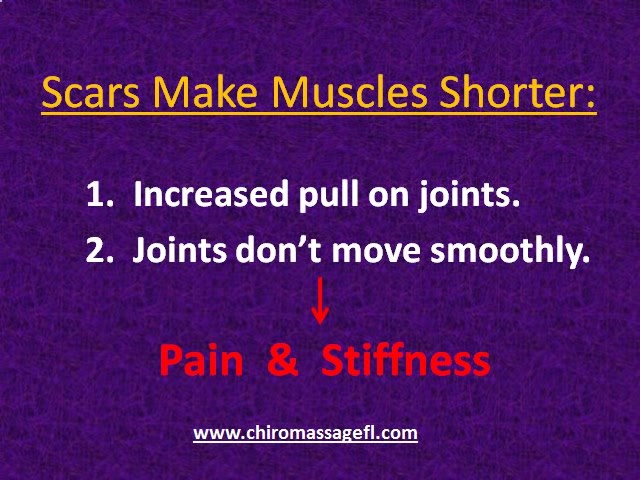 Scars Make Muscles Shorter:
1. Increased pull on joints.
2. Joints don’t move smoothly.
Pain & Stiffness
www.chiromassagefl.com